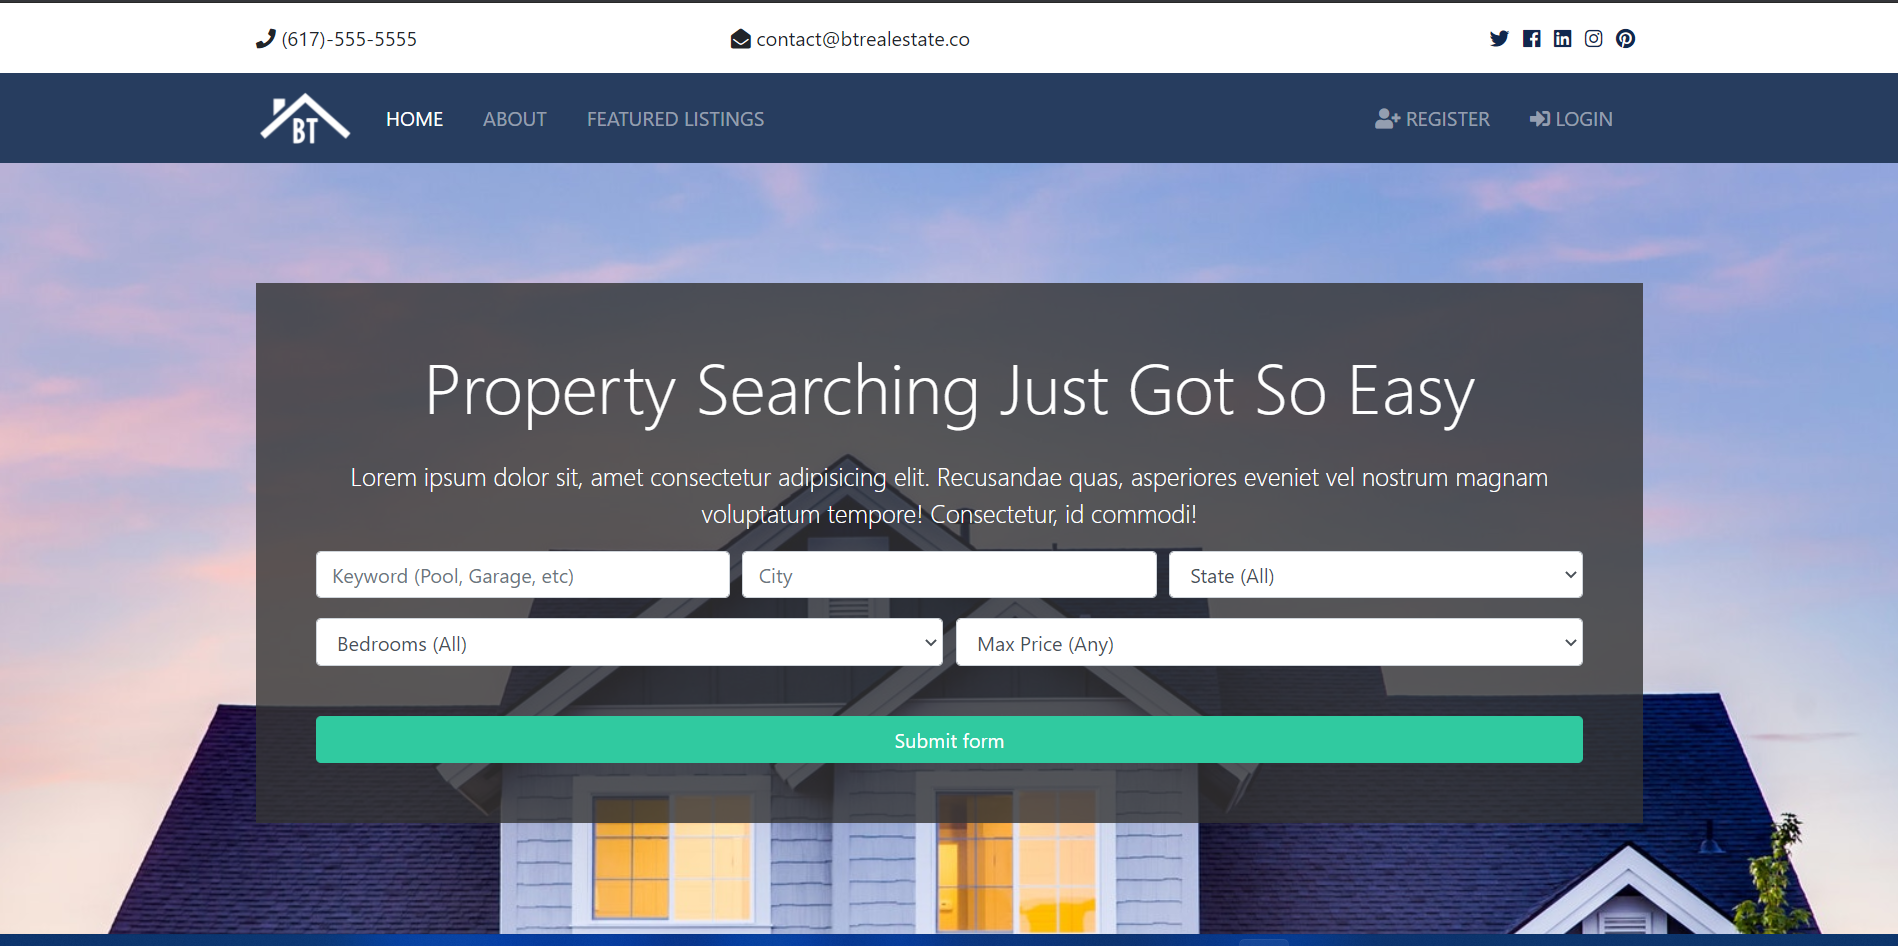 (617)-555-5555
contact@btrealestate.co
BT
HOME
ABOUT
FEATURED LISTINGS
REGISTER
LOGIN
Property Searching Just Got So Easy
Lorem ipsum dolor sit, amet consectetur adipisicing elit. Recusandae quas, asperiores eveniet vel nostrum magnam
voluptatum tempore! Consectetur, id commodi!
Keyword (Pool, Garage, etc)
City
State (All)
Bedrooms (All)
Max Price (Any)
Submit form